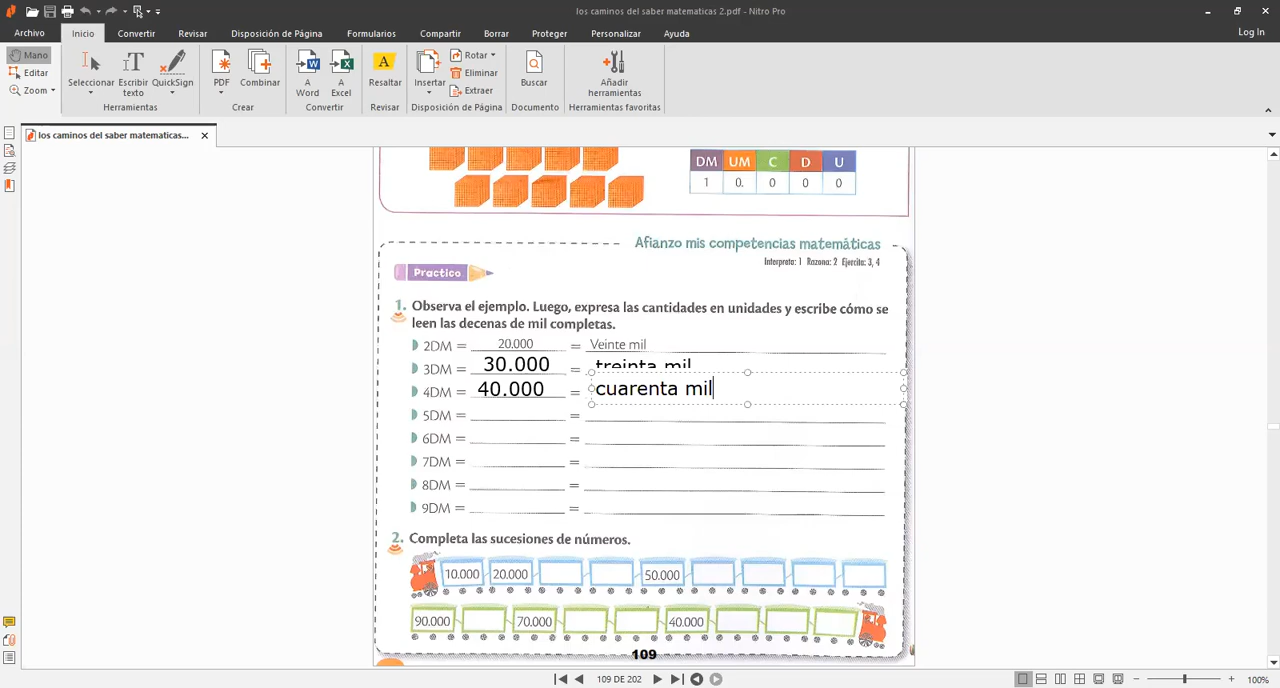 los caminos del saber matematicas 2.pdf - Nitro Pro
Archivo Inicio Convertir Revisar Disposición de Página Formularios Compartir Borrar Proteger Personalizar Ayuda Log In
Mano
Editar
Zoom
Seleccionar
Escribir texto
QuickSign
Herramientas
PDF
Combinar
Crear
A Word
A Excel
Convertir
Resaltar
Revisar
Insertar
Rotar
Eliminar
Extraer
Disposición de Página
Buscar
Documento
Añadir herramientas
Herramientas favoritas
los caminos del saber matematicas...
DM UM C D U
1 0. 0 0 0
Afianzo mis competencias matemáticas
Interpreta: 1 Razona: 2 Ejercita: 3, 4
Practico
1. Observa el ejemplo. Luego, expresa las cantidades en unidades y escribe cómo se
leen las decenas de mil completas.
2DM = 20.000 = Veinte mil
3DM = 30.000 = treinta mil
4DM = 40.000 = cuarenta mil
5DM = =
6DM = =
7DM = =
8DM = =
9DM = =
2. Completa las sucesiones de números.
10.000 20.000 50.000
90.000 70.000 40.000
109
109 DE 202
100%